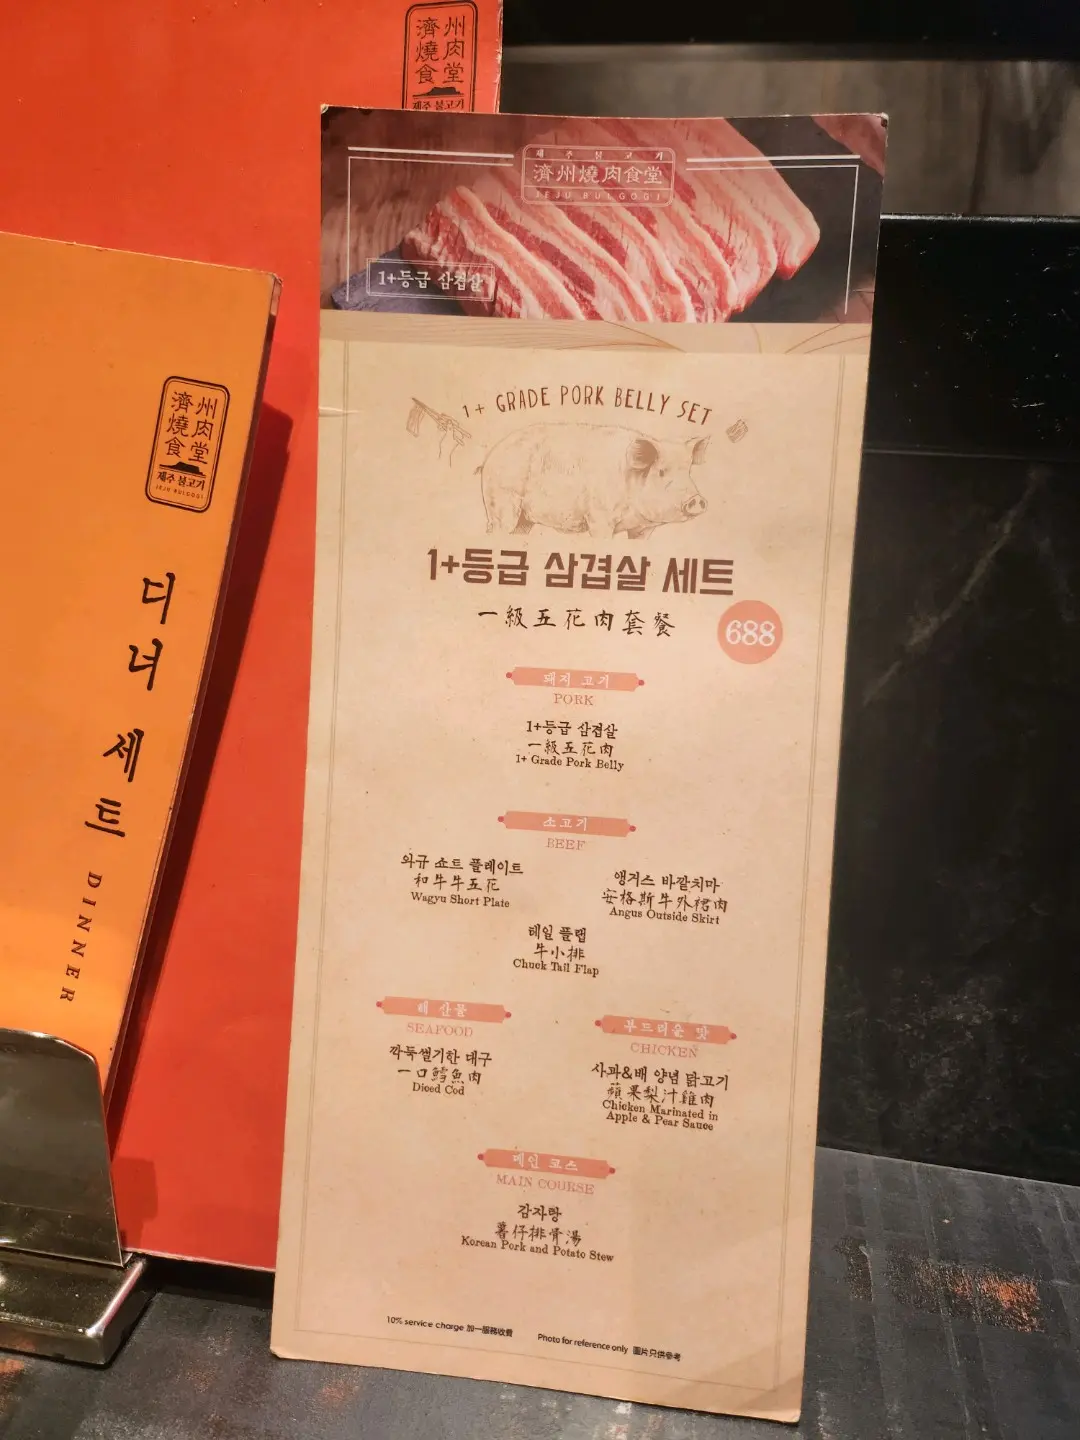 濟州
燒肉
食堂
제주 불고기
제주불고기
濟州燒肉食堂
JEJU BULGOGI
1+등급 삼겹살
1+ GRADE PORK BELLY SET
1+등급 삼겹살 세트
一級五花肉套餐
688
돼지 고기
PORK
1+등급 삼겹살
一級五花肉
1+ Grade Pork Belly
소고기
BEEF
와규 쇼트 플레이트
和牛牛五花
Wagyu Short Plate
앵거스 바깥치마
安格斯牛外裙肉
Angus Outside Skirt
테일 플랩
牛小排
Chuck Tail Flap
해산물
SEAFOOD
깍둑썰기한 대구
一口鱈魚肉
Diced Cod
부드러운 맛
CHICKEN
사과&배 양념 닭고기
蘋果梨汁雞肉
Chicken Marinated in
Apple & Pear Sauce
메인 코스
MAIN COURSE
감자탕
薯仔排骨湯
Korean Pork and Potato Stew
10% service charge 加一服務收費
Photo for reference only 圖片只供參考
濟州
燒肉
食堂
제주 불고기
JEJU BULGOGI
디너 세트
DINNER